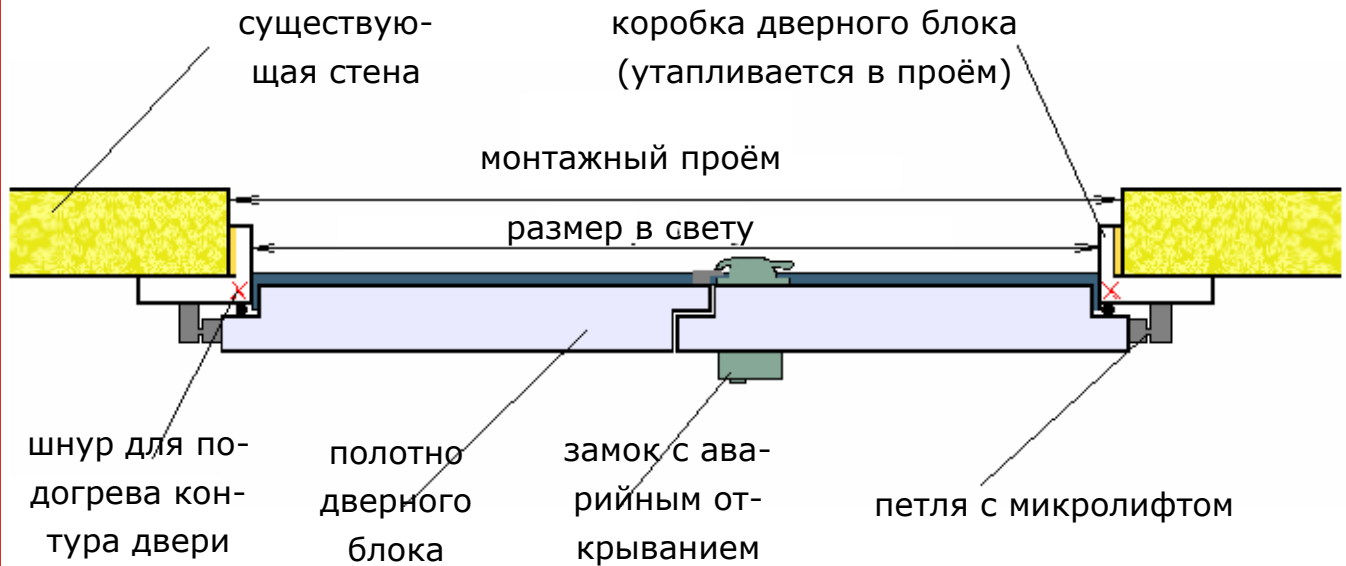 существую-
щая стена
коробка дверного блока
(утапливается в проём)
монтажный проём
размер в свету
шнур для по-
догрева кон-
тура двери
полотно
дверного
блока
замок с ава-
рийным от-
крыванием
петля с микролифтом